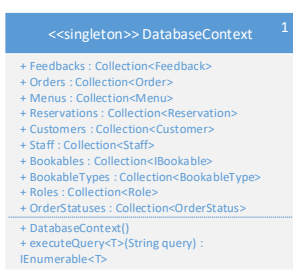 <<singleton>> DatabaseContext 1
+ Feedbacks : Collection<Feedback>
+ Orders : Collection<Order>
+ Menus : Collection<Menu>
+ Reservations : Collection<Reservation>
+ Customers : Collection<Customer>
+ Staff : Collection<Staff>
+ Bookables : Collection<IBookable>
+ BookableTypes : Collection<BookableType>
+ Roles : Collection<Role>
+ OrderStatuses : Collection<OrderStatus>
+ DatabaseContext()
+ executeQuery<T>(String query) :
IEnumerable<T>